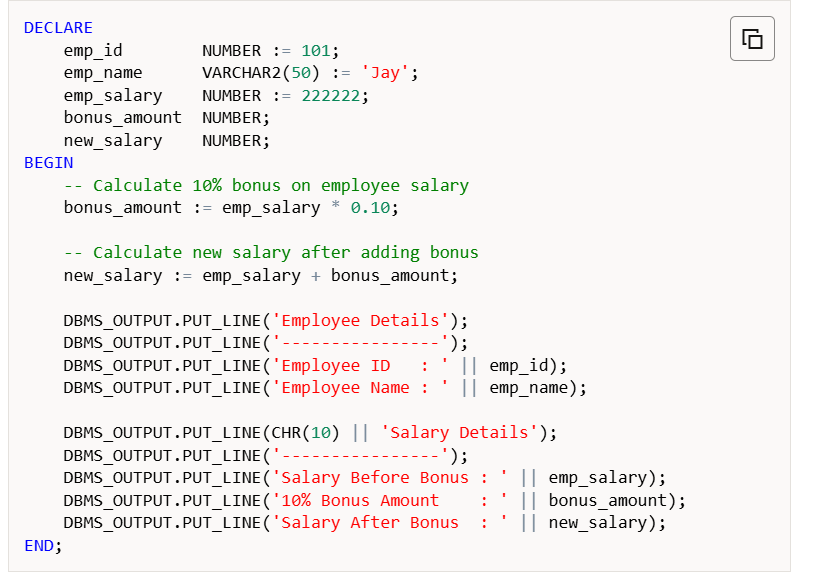 DECLARE
    emp_id        NUMBER := 101;
    emp_name      VARCHAR2(50) := 'Jay';
    emp_salary    NUMBER := 222222;
    bonus_amount  NUMBER;
    new_salary    NUMBER;
BEGIN
    -- Calculate 10% bonus on employee salary
    bonus_amount := emp_salary * 0.10;

    -- Calculate new salary after adding bonus
    new_salary := emp_salary + bonus_amount;

    DBMS_OUTPUT.PUT_LINE('Employee Details');
    DBMS_OUTPUT.PUT_LINE('----------------');
    DBMS_OUTPUT.PUT_LINE('Employee ID   : ' || emp_id);
    DBMS_OUTPUT.PUT_LINE('Employee Name : ' || emp_name);

    DBMS_OUTPUT.PUT_LINE(CHR(10) || 'Salary Details');
    DBMS_OUTPUT.PUT_LINE('----------------');
    DBMS_OUTPUT.PUT_LINE('Salary Before Bonus : ' || emp_salary);
    DBMS_OUTPUT.PUT_LINE('10% Bonus Amount    : ' || bonus_amount);
    DBMS_OUTPUT.PUT_LINE('Salary After Bonus  : ' || new_salary);
END;